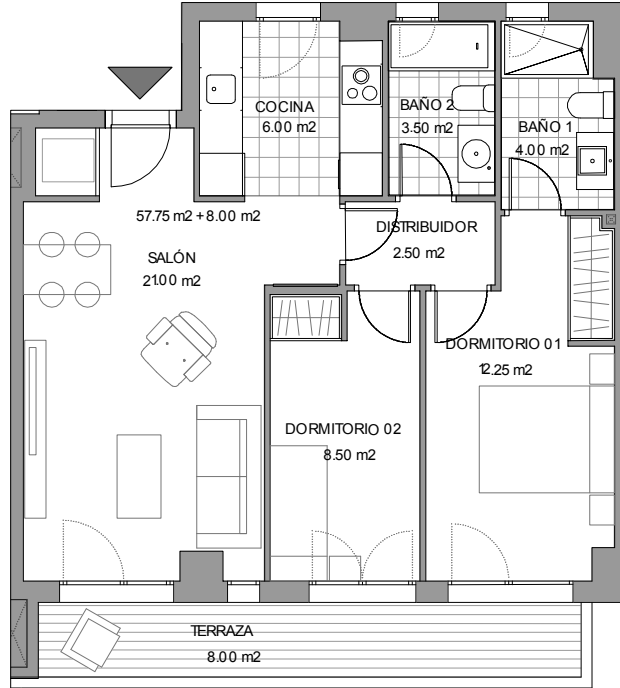 COCINA
6.00 m2
BAÑO 2
3.50 m2
BAÑO 1
4.00 m2
57.75 m2 + 8.00 m2
DISTRIBUIDOR
2.50 m2
SALÓN
21.00 m2
DORMITORIO 01
12.25 m2
DORMITORIO 02
8.50 m2
TERRAZA
8.00 m2